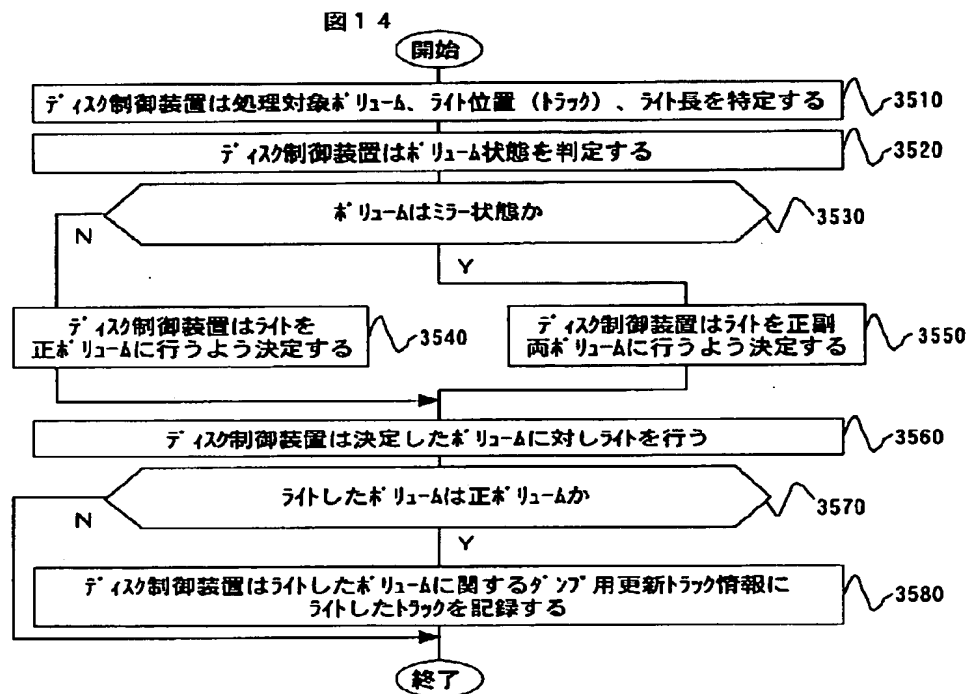 図14
開始
ディスク制御装置は処理対象ボリューム、ライト位置(トラック)、ライト長を特定する
3510
ディスク制御装置はボリューム状態を判定する
3520
ボリュームはミラー状態か
3530
N
Y
ディスク制御装置はライトを
正ボリュームに行うよう決定する
3540
ディスク制御装置はライトを正副
両ボリュームに行うよう決定する
3550
ディスク制御装置は決定したボリュームに対しライトを行う
3560
ライトしたボリュームは正ボリュームか
3570
N
Y
ディスク制御装置はライトしたボリュームに関するダンプ用更新トラック情報に
ライトしたトラックを記録する
3580
終了